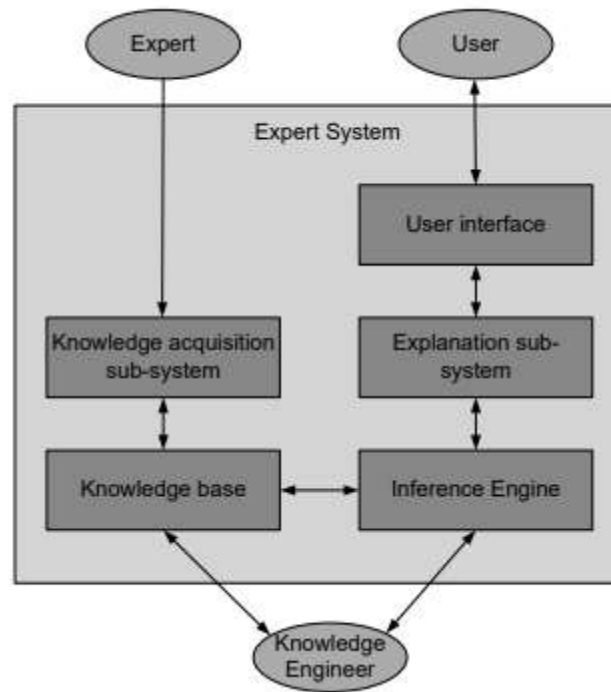 Expert
User
Expert System
User interface
Knowledge acquisition
sub-system
Explanation sub-
system
Knowledge base
Inference Engine
Knowledge
Engineer